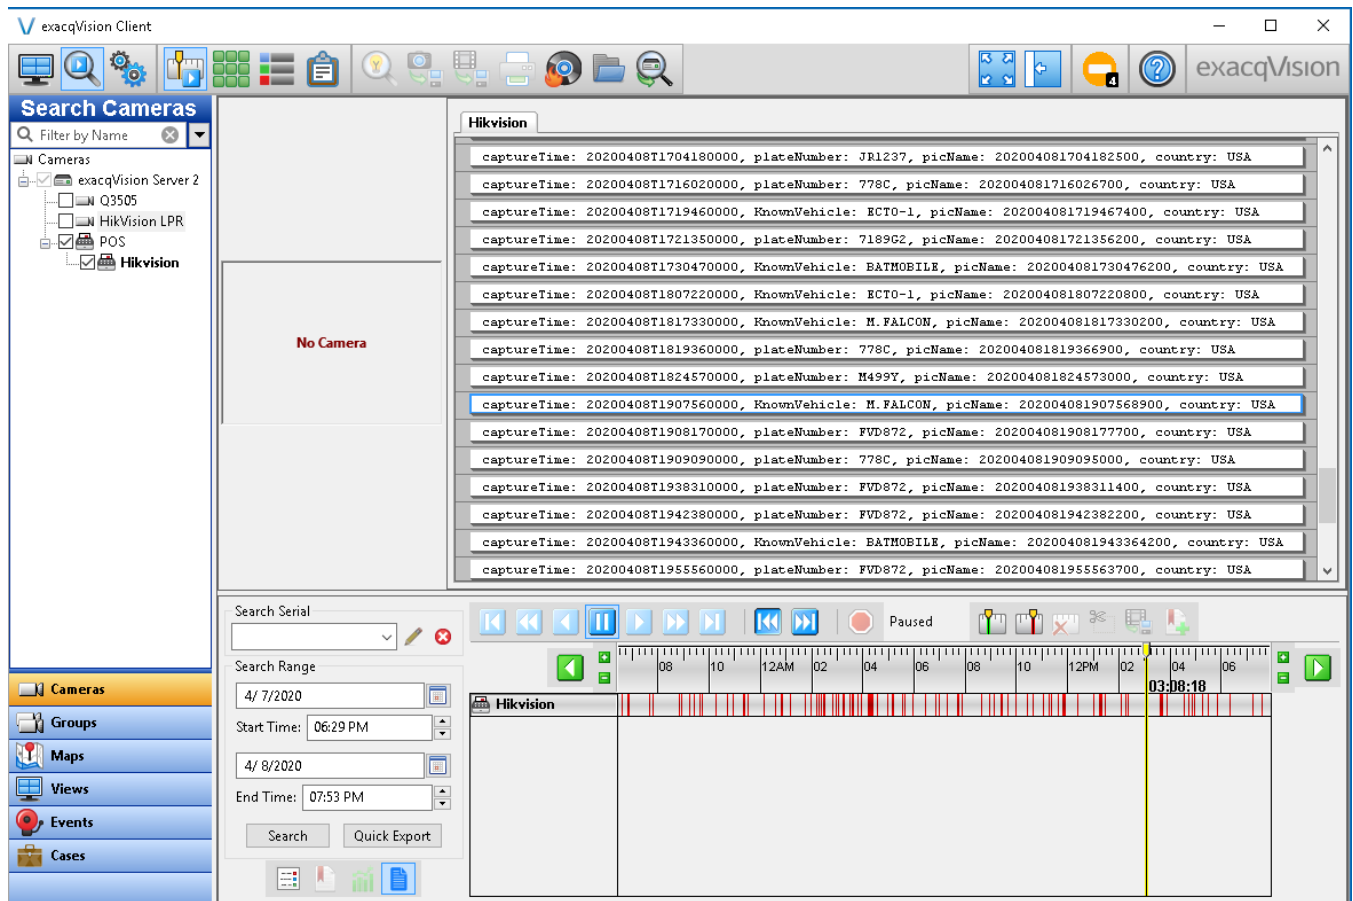 exacqVision Client
4
exacqVision
Search Cameras
Filter by Name
Cameras
exacqVision Server 2
Q3505
HikVision LPR
POS
Hikvision
No Camera
Hikvision
captureTime: 20200408T1704180000, plateNumber: JR1237, picName: 202004081704182500, country: USA
captureTime: 20200408T1716020000, plateNumber: 778C, picName: 202004081716026700, country: USA
captureTime: 20200408T1719460000, KnownVehicle: ECTO-1, picName: 202004081719467400, country: USA
captureTime: 20200408T1721350000, plateNumber: 7189G2, picName: 202004081721356200, country: USA
captureTime: 20200408T1730470000, KnownVehicle: BATMOBILE, picName: 202004081730476200, country: USA
captureTime: 20200408T1807220000, KnownVehicle: ECTO-1, picName: 202004081807220800, country: USA
captureTime: 20200408T1817330000, KnownVehicle: M.FALCON, picName: 202004081817330200, country: USA
captureTime: 20200408T1819360000, plateNumber: 778C, picName: 202004081819366900, country: USA
captureTime: 20200408T1824570000, plateNumber: M499Y, picName: 202004081824573000, country: USA
captureTime: 20200408T1907560000, KnownVehicle: M.FALCON, picName: 202004081907568900, country: USA
captureTime: 20200408T1908170000, plateNumber: FVD872, picName: 202004081908177700, country: USA
captureTime: 20200408T1909090000, plateNumber: 778C, picName: 202004081909095000, country: USA
captureTime: 20200408T1938310000, plateNumber: FVD872, picName: 202004081938311400, country: USA
captureTime: 20200408T1942380000, plateNumber: FVD872, picName: 202004081942382200, country: USA
captureTime: 20200408T1943360000, KnownVehicle: BATMOBILE, picName: 202004081943364200, country: USA
captureTime: 20200408T1955560000, plateNumber: FVD872, picName: 202004081955563700, country: USA
Cameras
Groups
Maps
Views
Events
Cases
Search Serial
Search Range
4/ 7/2020
Start Time: 06:29 PM
4/ 8/2020
End Time: 07:53 PM
Search Quick Export
Paused
08 10 12AM 02 04 06 08 10 12PM 02 04 06
03:08:18
Hikvision